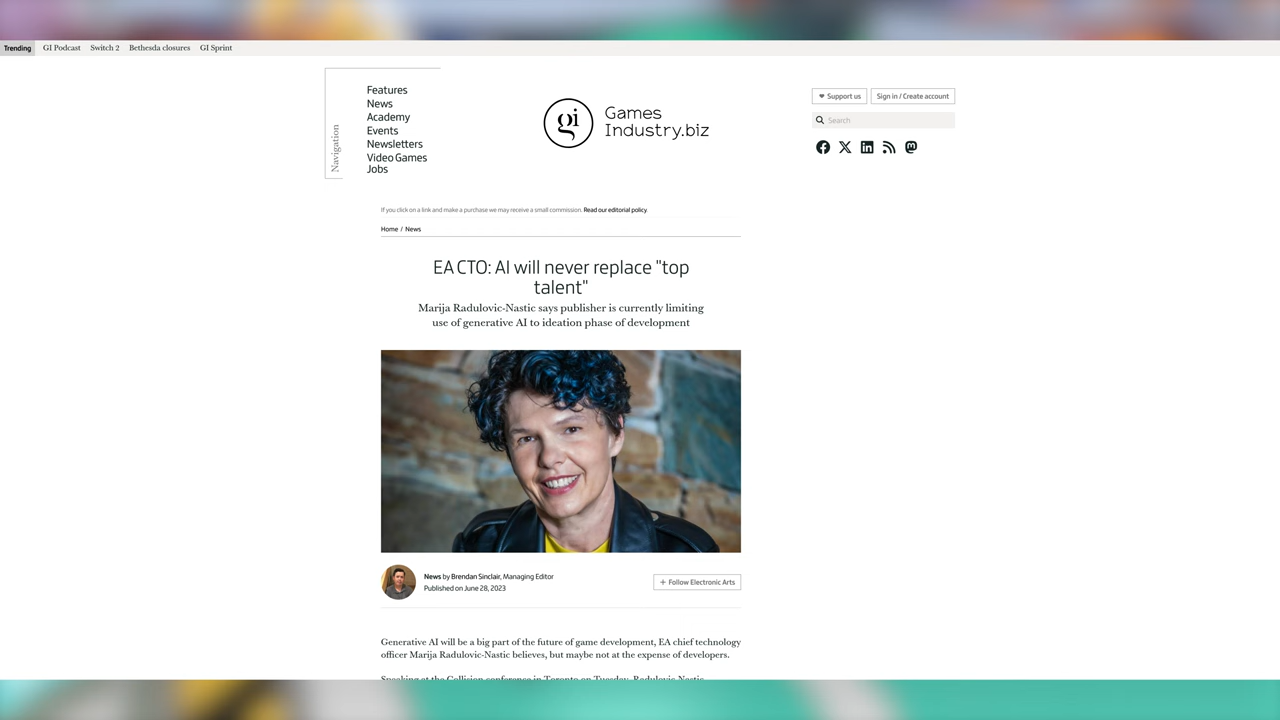 Trending GI Podcast Switch 2 Bethesda closures GI Sprint
Navigation
Features
News
Academy
Events
Newsletters
Video Games
Jobs
gi
Games
Industry.biz
Support us
Sign in / Create account
Search
If you click on a link and make a purchase we may receive a small commission. Read our editorial policy.
Home / News
EA CTO: AI will never replace "top
talent"
Marija Radulovic-Nastic says publisher is currently limiting
use of generative AI to ideation phase of development
News by Brendan Sinclair, Managing Editor
Published on June 28, 2023
+ Follow Electronic Arts
Generative AI will be a big part of the future of game development, EA chief technology
officer Marija Radulovic-Nastic believes, but maybe not at the expense of developers.
Speaking at the Collision conference in Toronto on Tuesday, Radulovic-Nastic